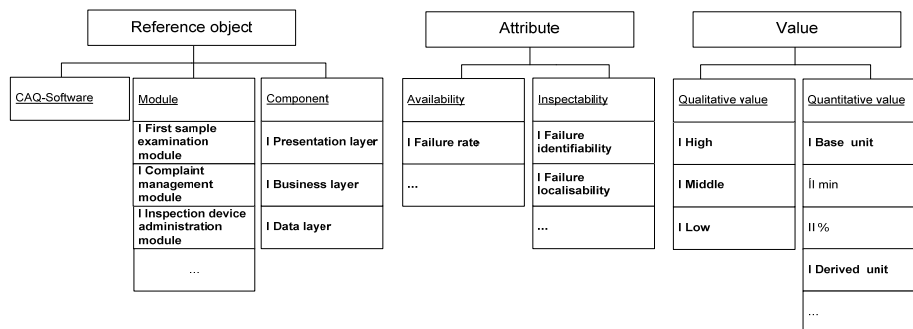 Reference object
CAQ-Software
Module
I First sample
examination
module
I Complaint
management
module
I Inspection device
administration
module
...
Component
I Presentation layer
I Business layer
I Data layer
Attribute
Availability
I Failure rate
...
Inspectability
I Failure
identifiability
I Failure
localisability
...
Value
Qualitative value
I High
I Middle
I Low
Quantitative value
I Base unit
ÍI min
II %
I Derived unit
...